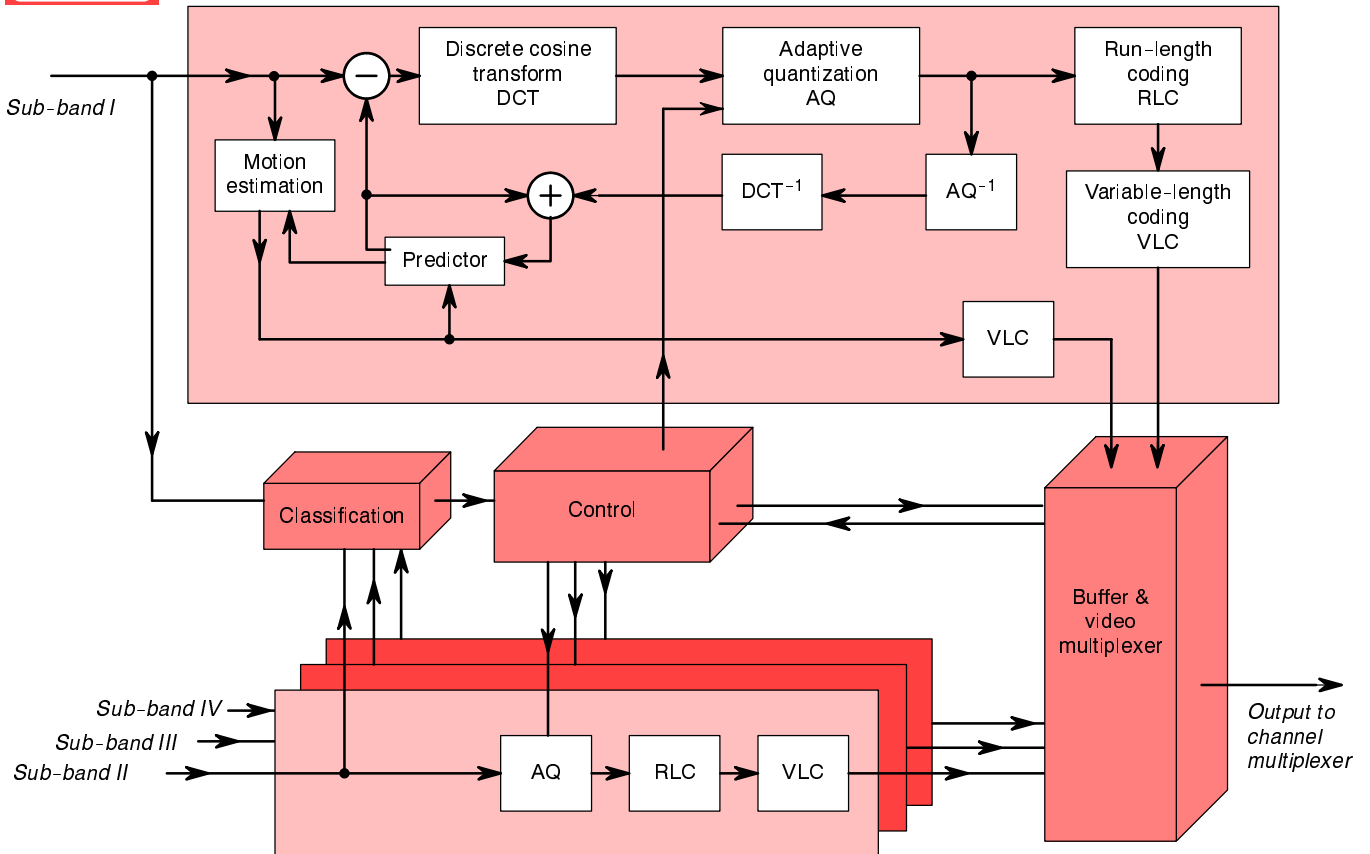 Discrete cosine
transform
DCT
Adaptive
quantization
AQ
Run-length
coding
RLC
Sub-band I
−
Motion
estimation
+
DCT⁻¹
AQ⁻¹
Variable-length
coding
VLC
Predictor
VLC
Classification
Control
Buffer &
video
multiplexer
Sub-band IV
Sub-band III
Sub-band II
AQ
RLC
VLC
Output to
channel
multiplexer